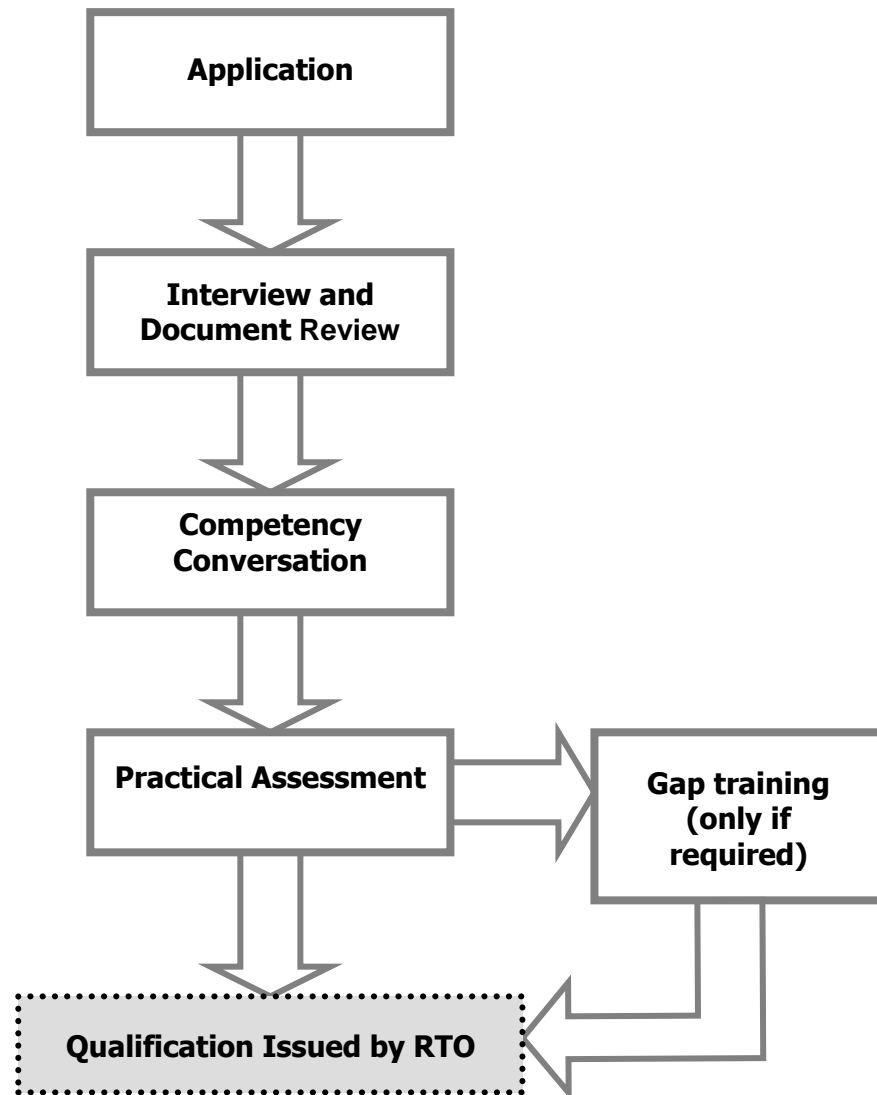 Application
Interview and
Document Review
Competency
Conversation
Practical Assessment
Gap training
(only if
required)
Qualification Issued by RTO